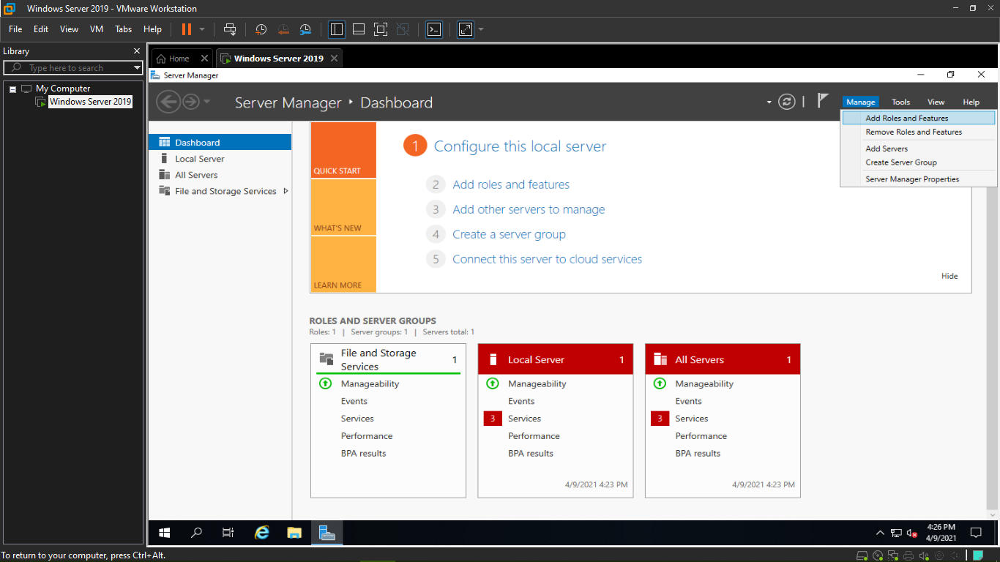 Windows Server 2019 - VMware Workstation
File Edit View VM Tabs Help
Library
Type here to search
My Computer
Windows Server 2019
Home
Windows Server 2019
Server Manager
Server Manager Dashboard
Manage Tools View Help
Add Roles and Features
Remove Roles and Features
Add Servers
Create Server Group
Server Manager Properties
Dashboard
Local Server
All Servers
File and Storage Services
QUICK START
WHAT'S NEW
LEARN MORE
1 Configure this local server
2 Add roles and features
3 Add other servers to manage
4 Create a server group
5 Connect this server to cloud services
Hide
ROLES AND SERVER GROUPS
Roles: 1 | Server groups: 1 | Servers total: 1
File and Storage
Services
1
Manageability
Events
Services
Performance
BPA results
Local Server 1
Manageability
Events
3 Services
Performance
BPA results
4/9/2021 4:23 PM
All Servers 1
Manageability
Events
3 Services
Performance
BPA results
4/9/2021 4:23 PM
4:26 PM
4/9/2021
To return to your computer, press Ctrl+Alt.